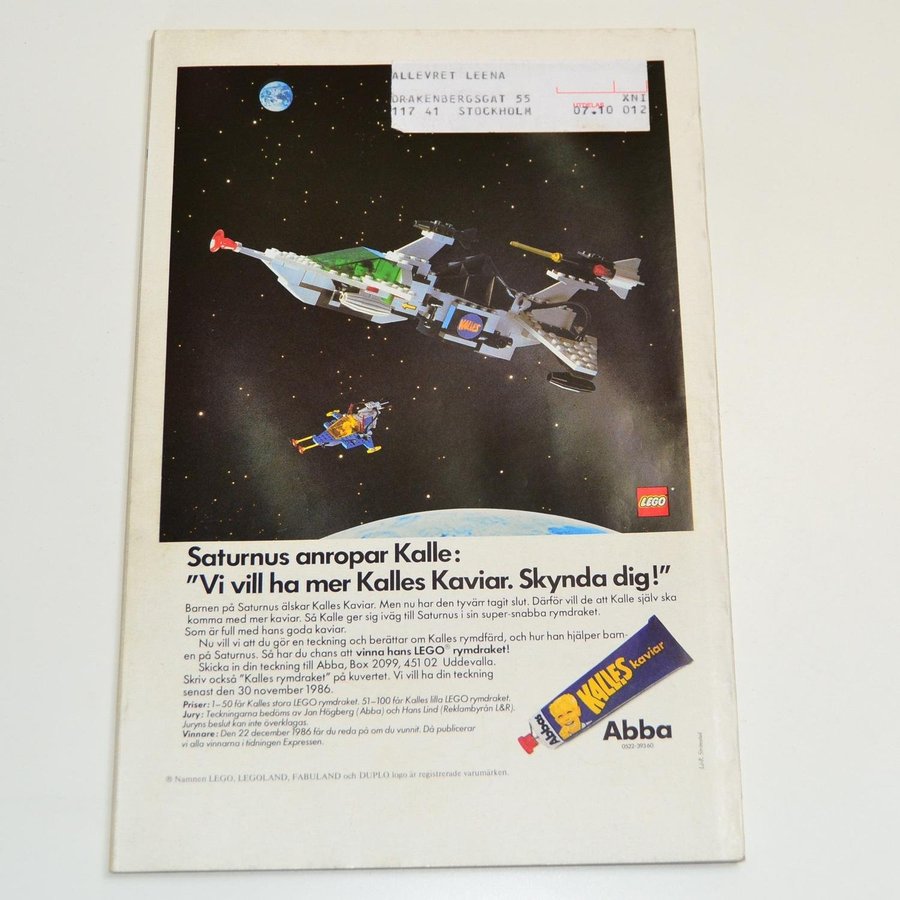 ALLEVRET LEENA
DRAKENBERGSGAT 55 XNI
117 41 STOCKHOLM 07.10 012
UTDELAS
KALLES
LEGO
Saturnus anropar Kalle:
”Vi vill ha mer Kalles Kaviar. Skynda dig!”
Barnen på Saturnus älskar Kalles Kaviar. Men nu har den tyvärr tagit slut. Därför vill de att Kalle själv ska
komma med mer kaviar. Så Kalle ger sig iväg till Saturnus i sin super-snabba rymdraket.
Som är full med hans goda kaviar.
Nu vill vi att du gör en teckning och berättar om Kalles rymdfärd, och hur han hjälper bar-
en på Saturnus. Så har du chans att vinna hans LEGO® rymdraket!
Skicka in din teckning till Abba, Box 2099, 451 02 Uddevalla.
Skriv också ”Kalles rymdraket” på kuvertet. Vi vill ha din teckning
senast den 30 november 1986.
Priser: 1–50 får Kalles stora LEGO rymdraket. 51–100 får Kalles lilla LEGO rymdraket.
Jury: Teckningarna bedöms av Jan Högberg (Abba) och Hans Lind (Reklambyrån L&R).
Juryns beslut kan inte överklagas.
Vinnare: Den 22 december 1986 får du reda på om du vunnit. Då publicerar
vi alla vinnarna i tidningen Expressen.
Abbas KALLES kaviar
Abba
0522-393 60
® Namnen LEGO, LEGOLAND, FABULAND och DUPLO logo är registrerade varumärken.